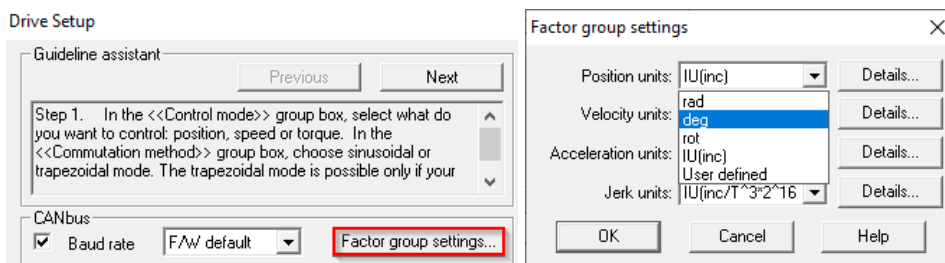 Drive Setup
Guideline assistant
Previous
Next
Step 1. In the <<Control mode>> group box, select what do
you want to control: position, speed or torque. In the
<<Commutation method>> group box, choose sinusoidal or
trapezoidal mode. The trapezoidal mode is possible only if your
CANbus
Baud rate
F/W default
Factor group settings...
Factor group settings
Position units: IU(inc) Details...
rad
deg
rot
IU(inc)
User defined
Velocity units: Details...
Acceleration units: Details...
Jerk units: IU(inc/T^3*2^16 Details...
OK
Cancel
Help